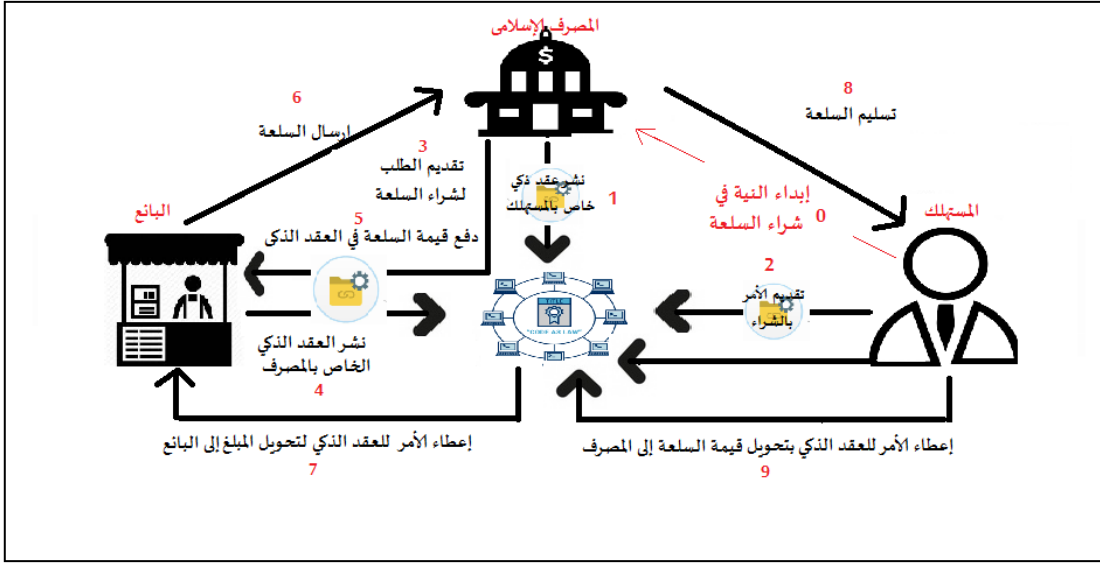 المصرف الإسلامى
$
6
إرسال السلعة
8
تسليم السلعة
3
تقديم الطلب
لشراء السلعة
نشر عقد ذكي
خاص بالمستهلك
1
إبداء النية في
شراء السلعة
0
البائع
المستهلك
5
دفع قيمة السلعة في العقد الذكي
2
تقديم الأمر
بالشراء
نشر العقد الذكي
الخاص بالمصرف
4
إعطاء الأمر للعقد الذكي لتحويل المبلغ إلى البائع
7
إعطاء الأمر للعقد الذكي بتحويل قيمة السلعة إلى المصرف
9